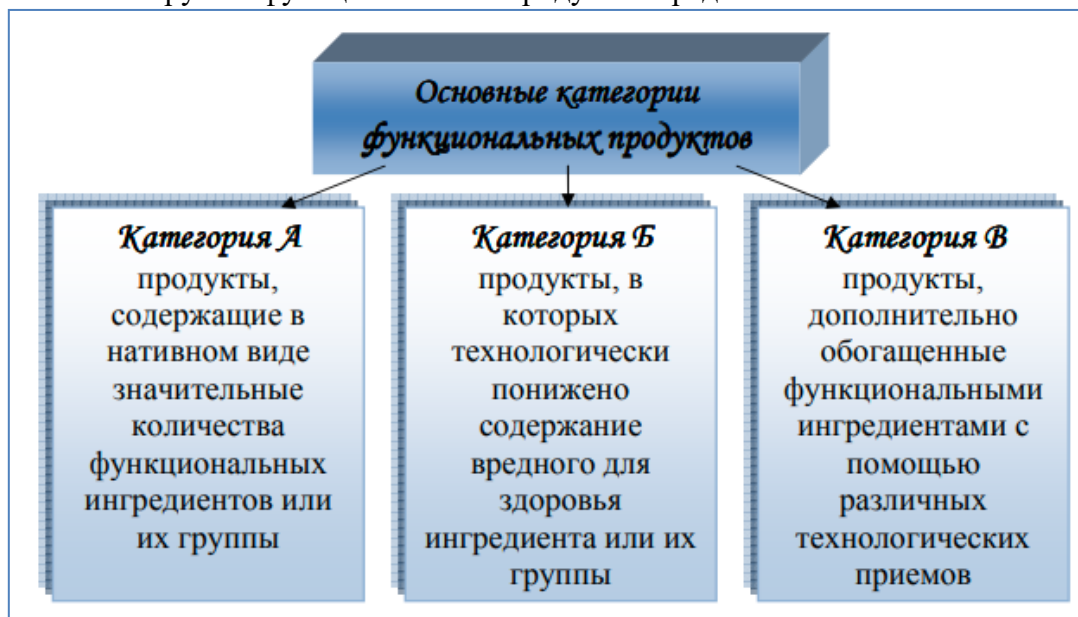 Основные категории
функциональных продуктов
Категория А
продукты,
содержащие в
нативном виде
значительные
количества
функциональных
ингредиентов или
их группы
Категория Б
продукты, в
которых
технологически
понижено
содержание
вредного для
здоровья
ингредиента или их
группы
Категория В
продукты,
дополнительно
обогащенные
функциональными
ингредиентами с
помощью
различных
технологических
приемов